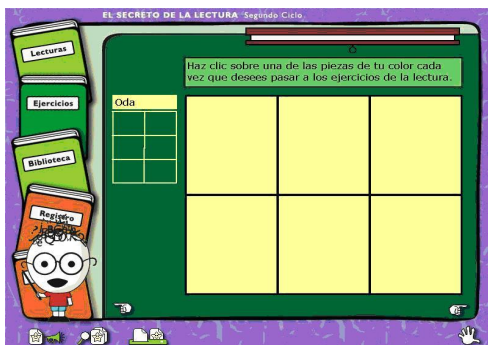 EL SECRETO DE LA LECTURA Segundo Ciclo
Lecturas
Haz clic sobre una de las piezas de tu color cada
vez que desees pasar a los ejercicios de la lectura.
Ejercicios
Oda
Biblioteca
Registro